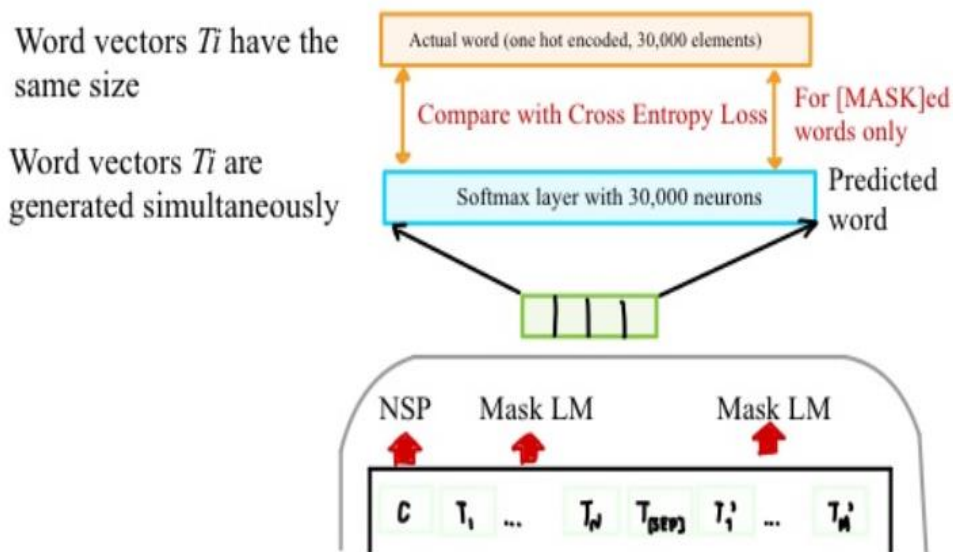 Word vectors Ti have the
same size
Actual word (one hot encoded, 30,000 elements)
Compare with Cross Entropy Loss
For [MASK]ed
words only
Word vectors Ti are
generated simultaneously
Softmax layer with 30,000 neurons
Predicted
word
NSP Mask LM Mask LM
C T1 ... TN T[SEP] T1' ... TM'